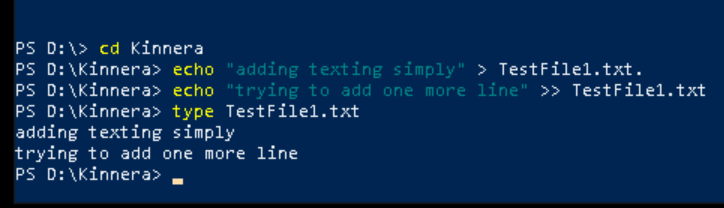 PS D:\> cd Kinnera
PS D:\Kinnera> echo "adding texting simply" > TestFile1.txt.
PS D:\Kinnera> echo "trying to add one more line" >> TestFile1.txt
PS D:\Kinnera> type TestFile1.txt
adding texting simply
trying to add one more line
PS D:\Kinnera> _